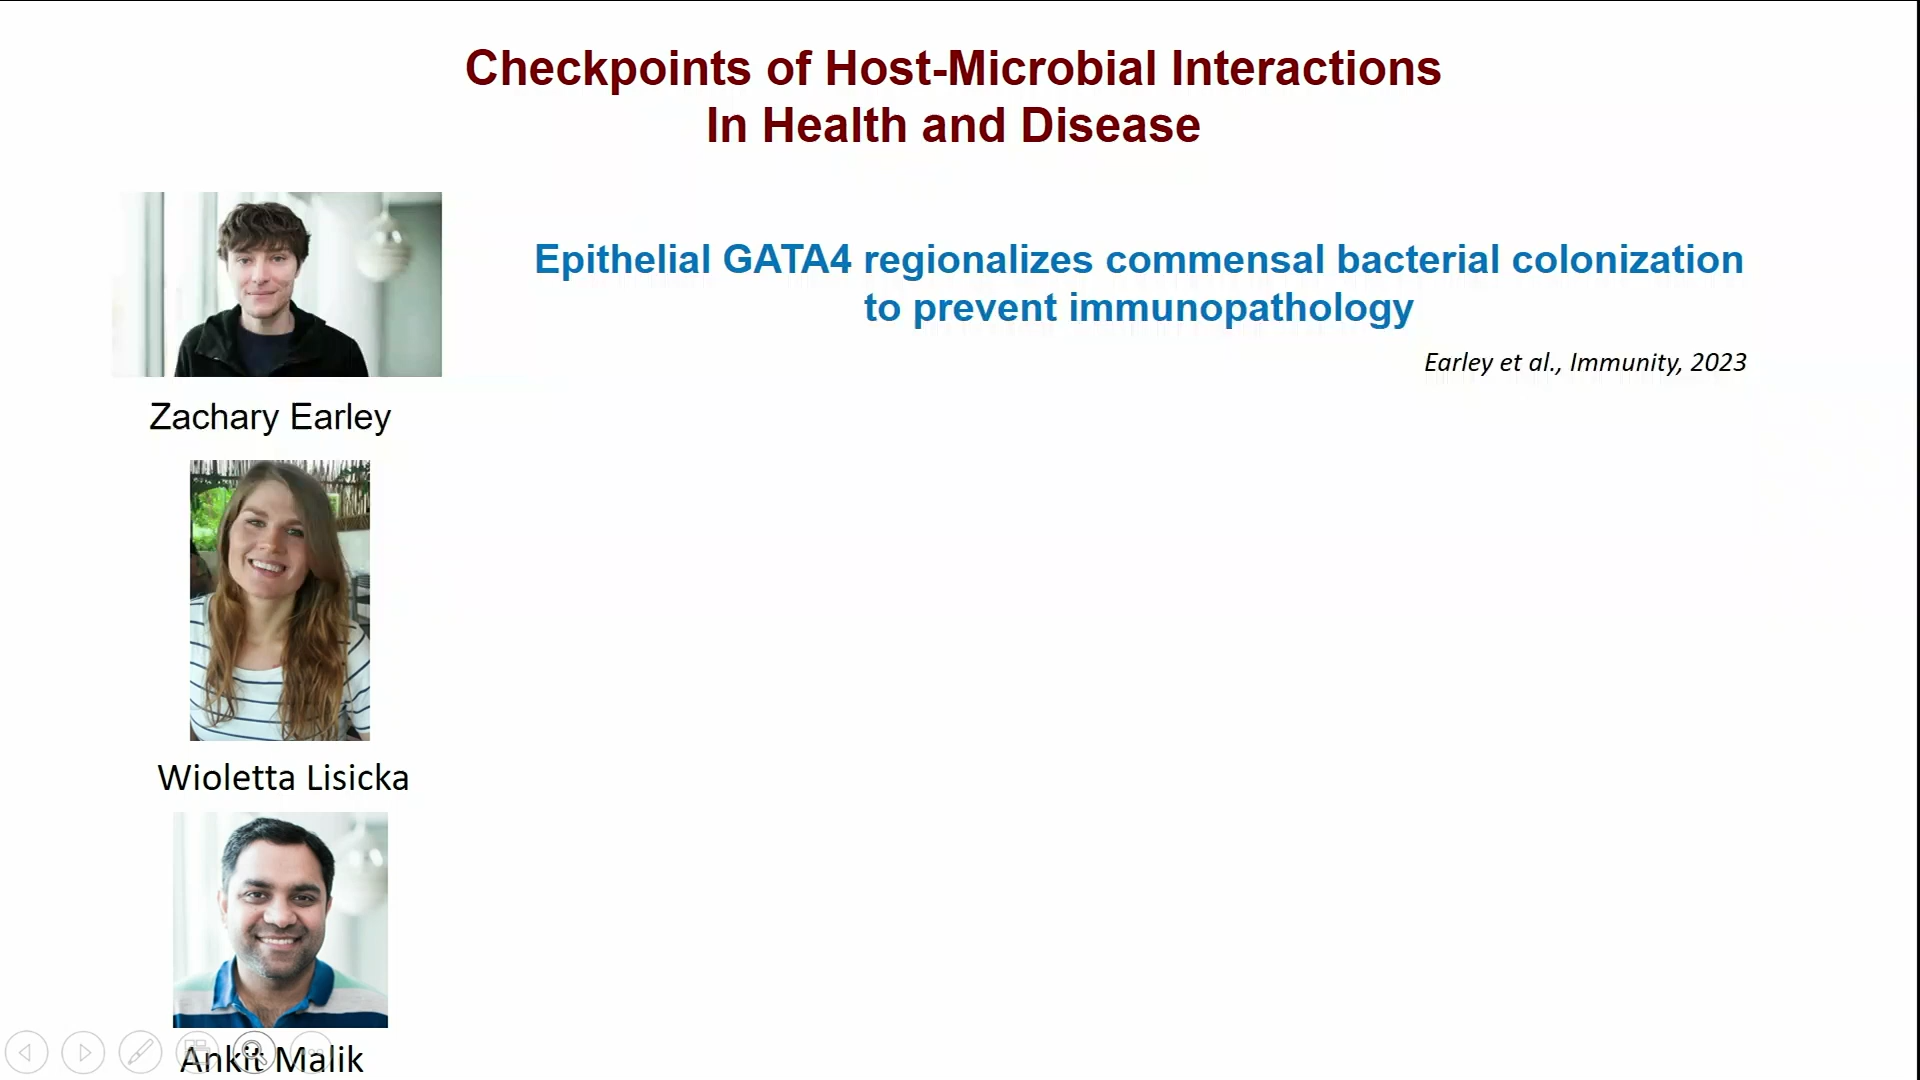 Checkpoints of Host-Microbial Interactions
In Health and Disease
Epithelial GATA4 regionalizes commensal bacterial colonization
to prevent immunopathology
Earley et al., Immunity, 2023
Zachary Earley
Wioletta Lisicka
Ankit Malik